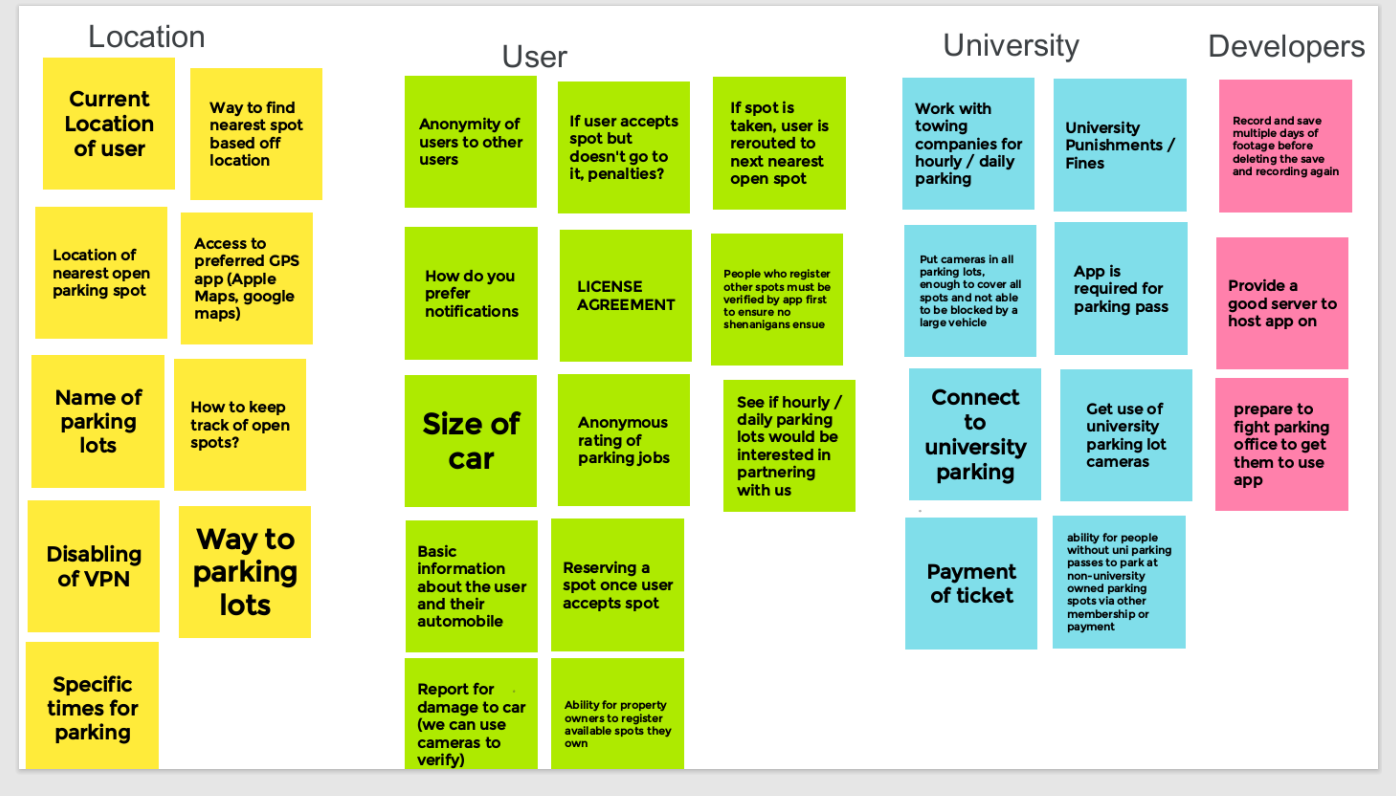 Location
Current
Location
of user
Way to find
nearest spot
based off
location
Location of
nearest open
parking spot
Access to
preferred GPS
app (Apple
Maps, google
maps)
Name of
parking
lots
How to keep
track of open
spots?
Disabling
of VPN
Way to
parking
lots
Specific
times for
parking
User
Anonymity of
users to other
users
If user accepts
spot but
doesn't go to
it, penalties?
If spot is
taken, user is
rerouted to
next nearest
open spot
How do you
prefer
notifications
LICENSE
AGREEMENT
People who register
other spots must be
verified by app first
to ensure no
shenanigans ensue
Size of
car
Anonymous
rating of
parking jobs
See if hourly /
daily parking
lots would be
interested in
partnering
with us
Basic
information
about the user
and their
automobile
Reserving a
spot once user
accepts spot
Report for
damage to car
(we can use
cameras to
verify)
Ability for property
owners to register
available spots they
own
University
Work with
towing
companies for
hourly / daily
parking
University
Punishments /
Fines
Put cameras in all
parking lots,
enough to cover all
spots and not able
to be blocked by a
large vehicle
App is
required for
parking pass
Connect
to
university
parking
Get use of
university
parking lot
cameras
Payment
of ticket
ability for people
without uni parking
passes to park at
non-university
owned parking
spots via other
membership or
payment
Developers
Record and save
multiple days of
footage before
deleting the save
and recording again
Provide a
good server to
host app on
prepare to
fight parking
office to get
them to use
app